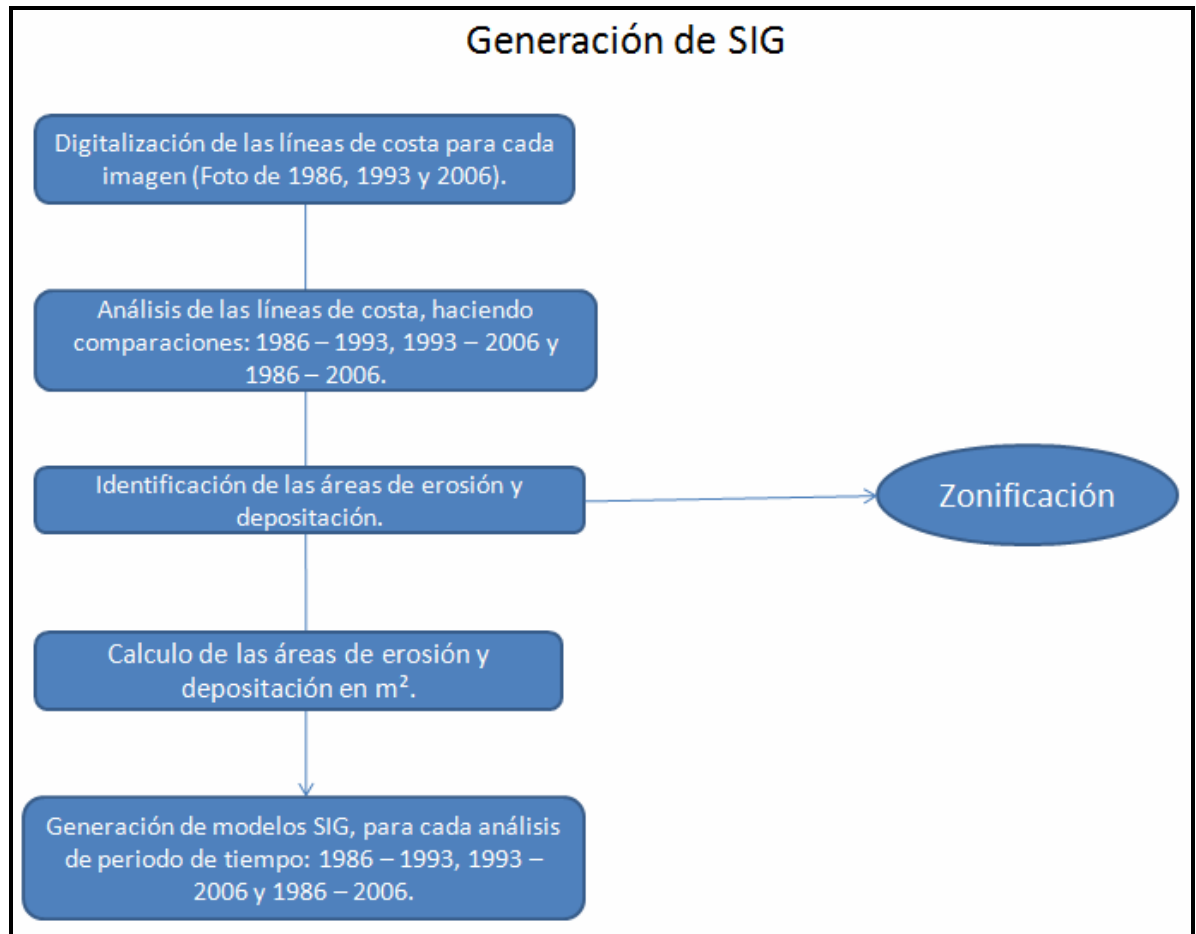 Generación de SIG
Digitalización de las líneas de costa para cada
imagen (Foto de 1986, 1993 y 2006).
Análisis de las líneas de costa, haciendo
comparaciones: 1986 – 1993, 1993 – 2006 y
1986 – 2006.
Identificación de las áreas de erosión y
depositación.
Zonificación
Calculo de las áreas de erosión y
depositación en m².
Generación de modelos SIG, para cada análisis
de periodo de tiempo: 1986 – 1993, 1993 –
2006 y 1986 – 2006.